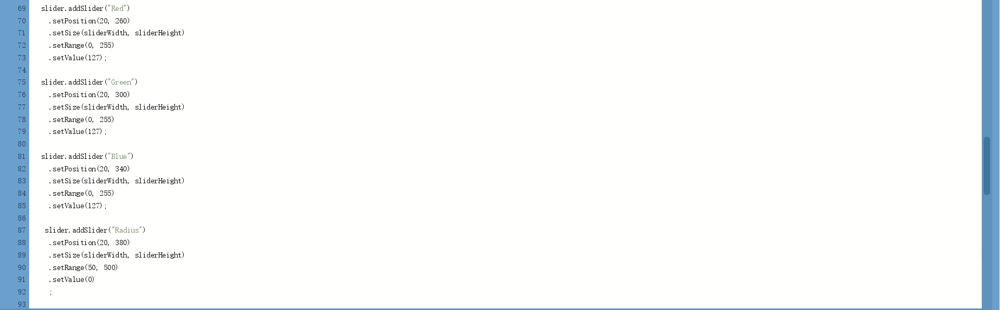 69 slider.addSlider("Red")
70 .setPosition(20, 260)
71 .setSize(sliderWidth, sliderHeight)
72 .setRange(0, 255)
73 .setValue(127);
74
75 slider.addSlider("Green")
76 .setPosition(20, 300)
77 .setSize(sliderWidth, sliderHeight)
78 .setRange(0, 255)
79 .setValue(127);
80
81 slider.addSlider("Blue")
82 .setPosition(20, 340)
83 .setSize(sliderWidth, sliderHeight)
84 .setRange(0, 255)
85 .setValue(127);
86
87 slider.addSlider("Radius")
88 .setPosition(20, 380)
89 .setSize(sliderWidth, sliderHeight)
90 .setRange(50, 500)
91 .setValue(0)
92 ;
93